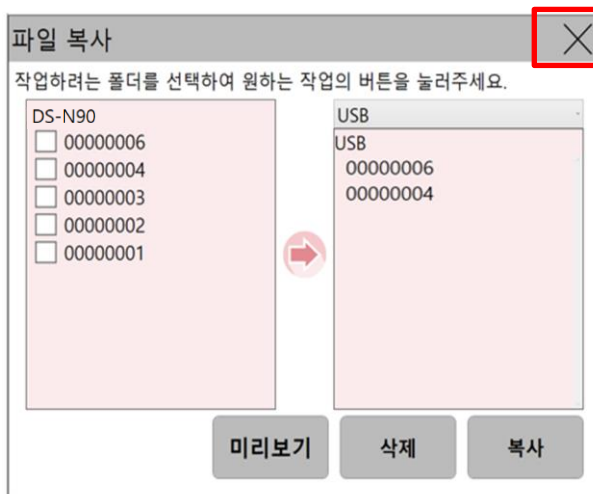 파일 복사
작업하려는 폴더를 선택하여 원하는 작업의 버튼을 눌러주세요.
DS-N90
00000006
00000004
00000003
00000002
00000001
USB
USB
00000006
00000004
미리보기
삭제
복사